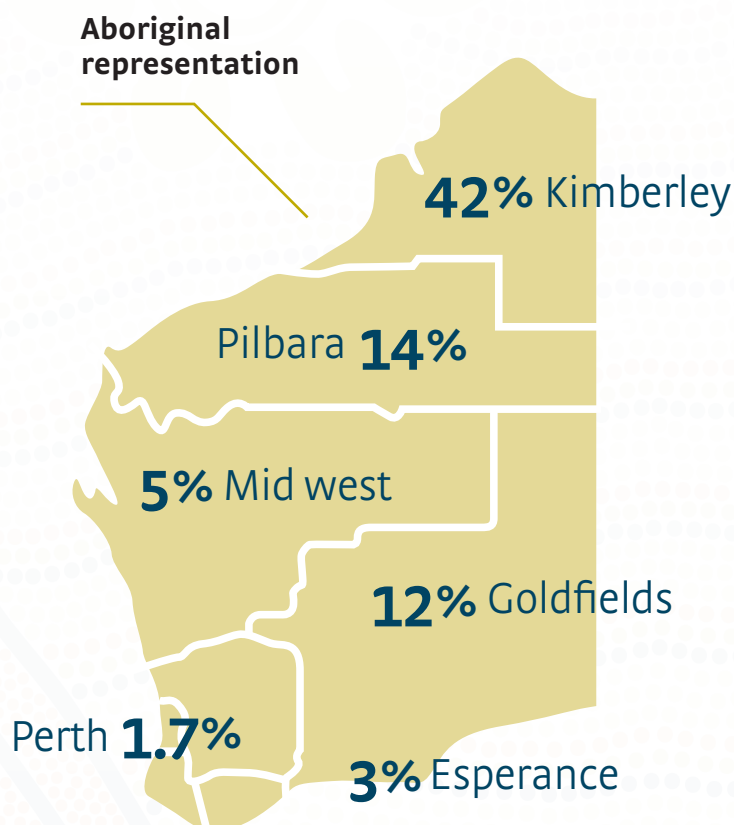 Aboriginal
representation
42% Kimberley
Pilbara 14%
5% Mid west
12% Goldfields
Perth 1.7%
3% Esperance